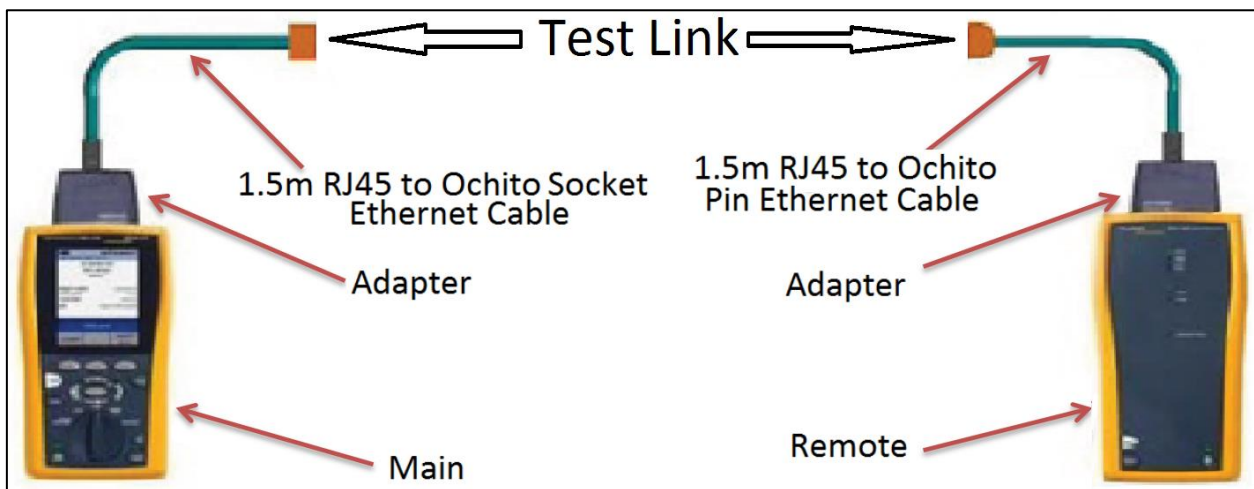 Test Link
1.5m RJ45 to Ochito Socket
Ethernet Cable
1.5m RJ45 to Ochito
Pin Ethernet Cable
Adapter
Adapter
Main
Remote